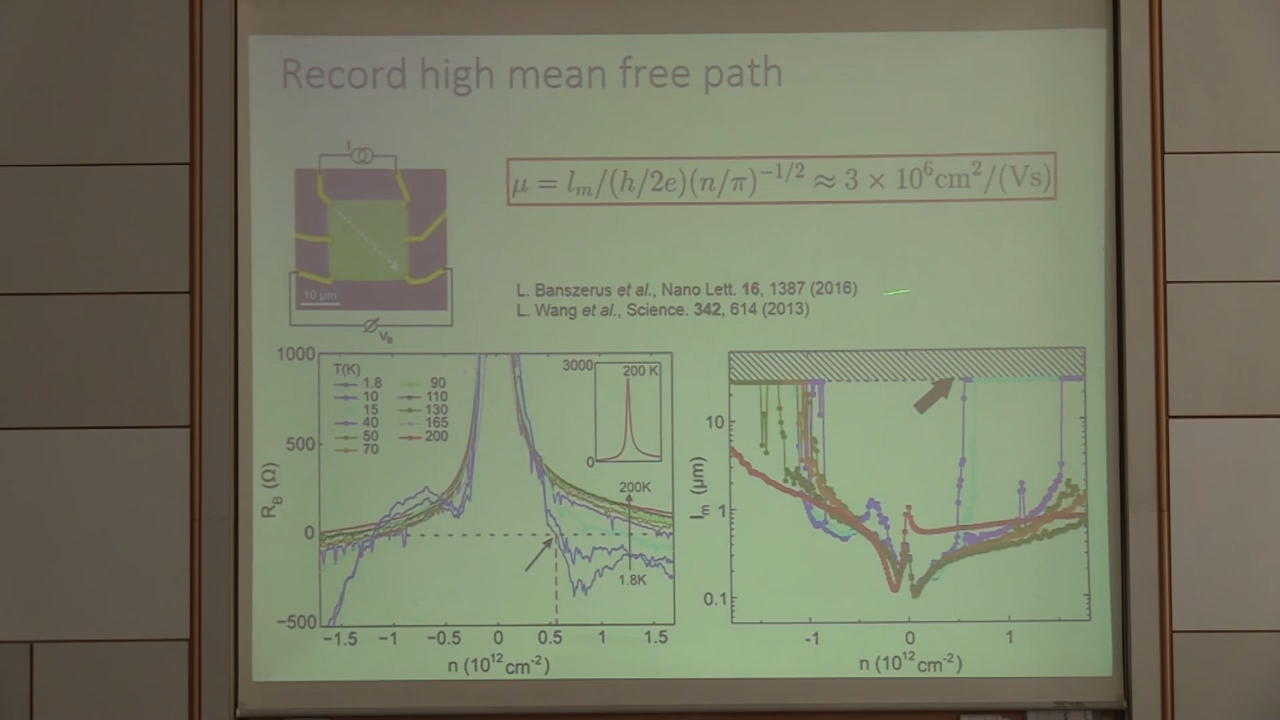 Record high mean free path
I
μ = l_m/(h/2e)(n/π)^{-1/2} ≈ 3 × 10^6 cm^2/(Vs)
10 μm
V_B
L. Banszerus et al., Nano Lett. 16, 1387 (2016)
L. Wang et al., Science. 342, 614 (2013)
1000
500
0
−500
R_B (Ω)
T(K)
1.8 90
10 110
15 130
40 165
50 200
70
3000
200 K
0
200K
1.8K
−1.5 −1 −0.5 0 0.5 1 1.5
n (10^12 cm^-2)
10
1
0.1
l_m (μm)
-1 0 1
n (10^12 cm^-2)